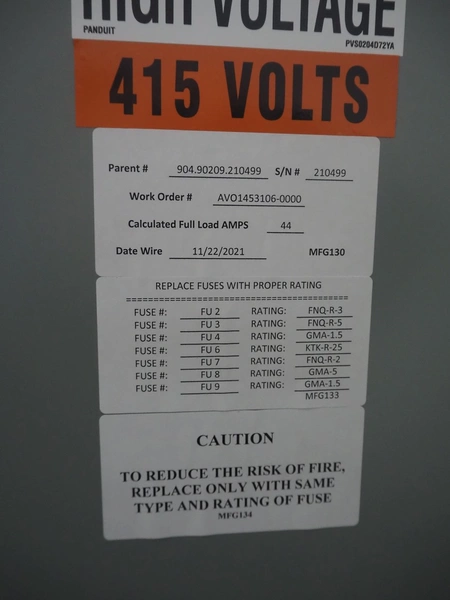 HIGH VOLTAGE
PANDUIT PVS0204D72YA
415 VOLTS
Parent # 904.90209.210499 S/N # 210499
Work Order # AVO1453106-0000
Calculated Full Load AMPS 44
Date Wire 11/22/2021 MFG130
REPLACE FUSES WITH PROPER RATING
==========================================
FUSE #: FU 2 RATING: FNQ-R-3
FUSE #: FU 3 RATING: FNQ-R-5
FUSE #: FU 4 RATING: GMA-1.5
FUSE #: FU 6 RATING: KTK-R-25
FUSE #: FU 7 RATING: FNQ-R-2
FUSE #: FU 8 RATING: GMA-5
FUSE #: FU 9 RATING: GMA-1.5
MFG133
CAUTION
TO REDUCE THE RISK OF FIRE,
REPLACE ONLY WITH SAME
TYPE AND RATING OF FUSE
MFG134